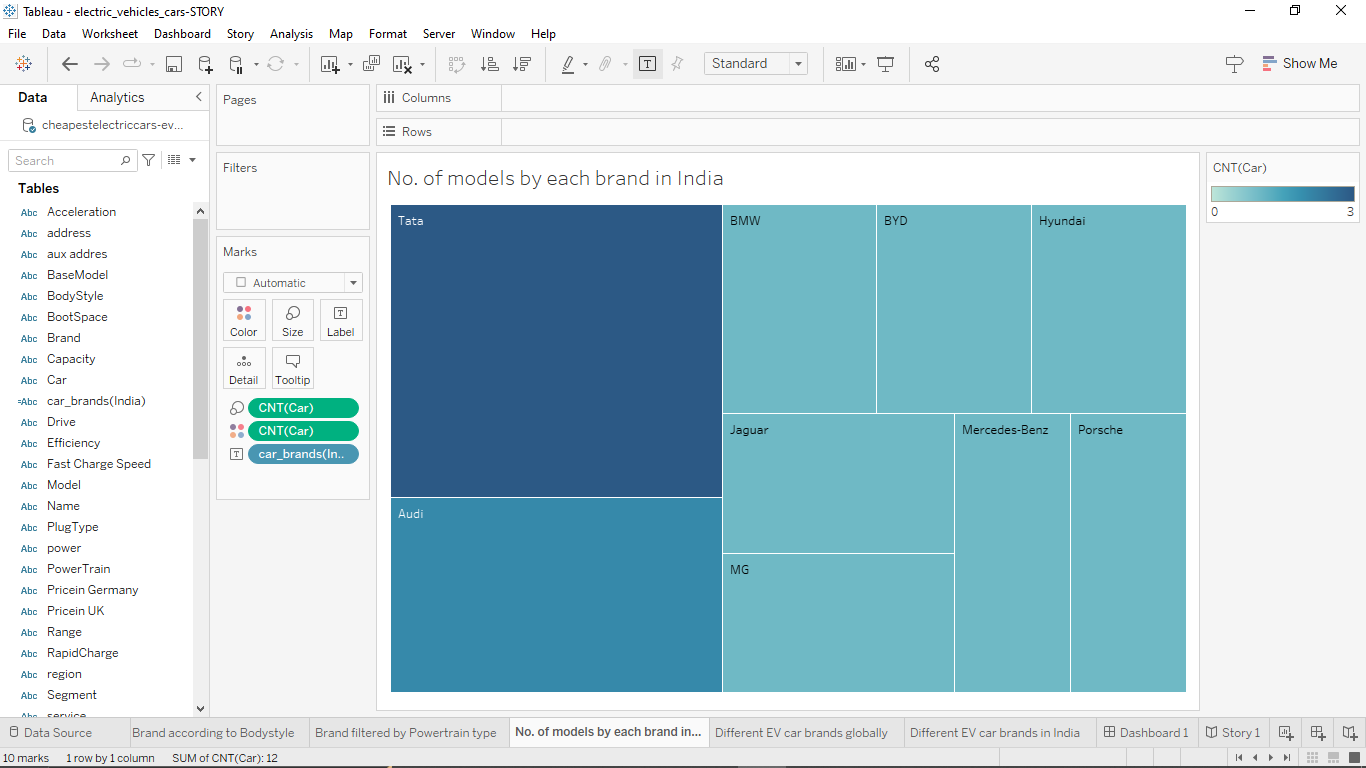 Tableau - electric_vehicles_cars-STORY
File Data Worksheet Dashboard Story Analysis Map Format Server Window Help
Standard
Show Me
Data Analytics
cheapestelectriccars-ev...
Search
Tables
Abc Acceleration
Abc address
Abc aux addres
Abc BaseModel
Abc BodyStyle
Abc BootSpace
Abc Brand
Abc Capacity
Abc Car
=Abc car_brands(India)
Abc Drive
Abc Efficiency
Abc Fast Charge Speed
Abc Model
Abc Name
Abc PlugType
Abc power
Abc PowerTrain
Abc Pricein Germany
Abc Pricein UK
Abc Range
Abc RapidCharge
Abc region
Abc Segment
Abc service
Pages
Filters
Marks
Automatic
Color Size T Label
Detail Tooltip
CNT(Car)
CNT(Car)
T car_brands(In..
Columns
Rows
No. of models by each brand in India
Tata
BMW
BYD
Hyundai
Audi
Jaguar
Mercedes-Benz
Porsche
MG
CNT(Car)
0 3
Data Source Brand according to Bodystyle Brand filtered by Powertrain type No. of models by each brand in... Different EV car brands globally Different EV car brands in India Dashboard 1 Story 1
10 marks 1 row by 1 column SUM of CNT(Car): 12